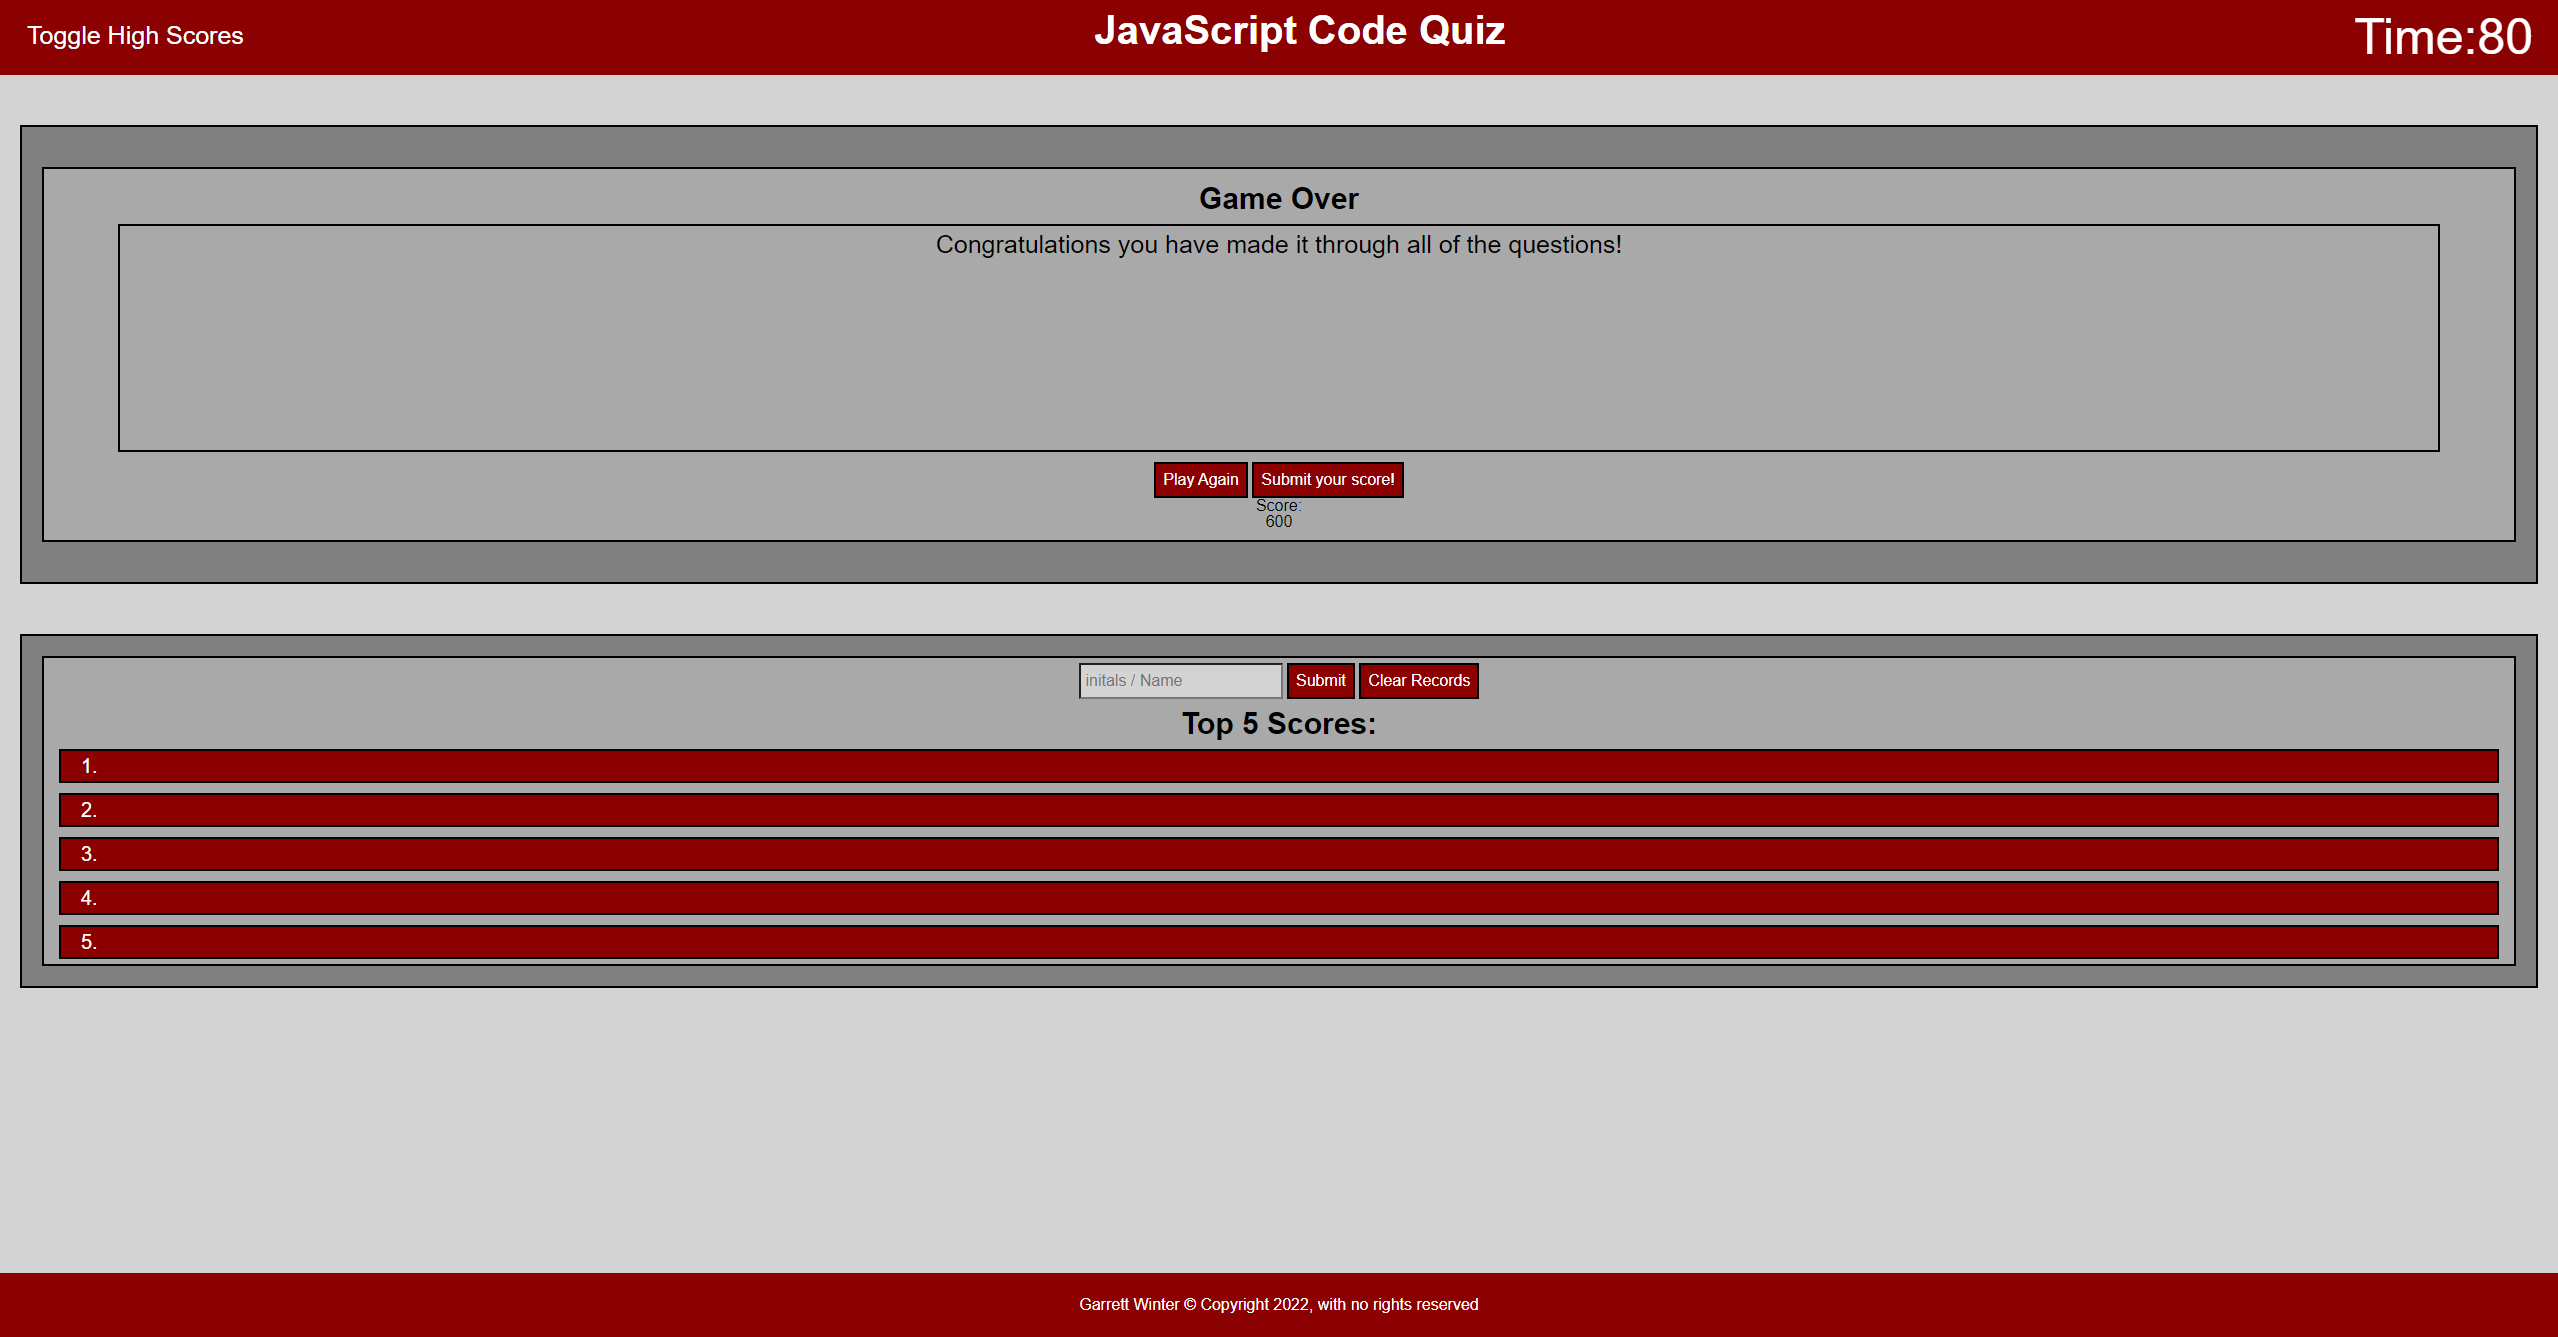 Toggle High Scores
JavaScript Code Quiz
Time:80
Game Over
Congratulations you have made it through all of the questions!
Play Again
Submit your score!
Score:
600
initals / Name
Submit
Clear Records
Top 5 Scores:
1.
2.
3.
4.
5.
Garrett Winter © Copyright 2022, with no rights reserved